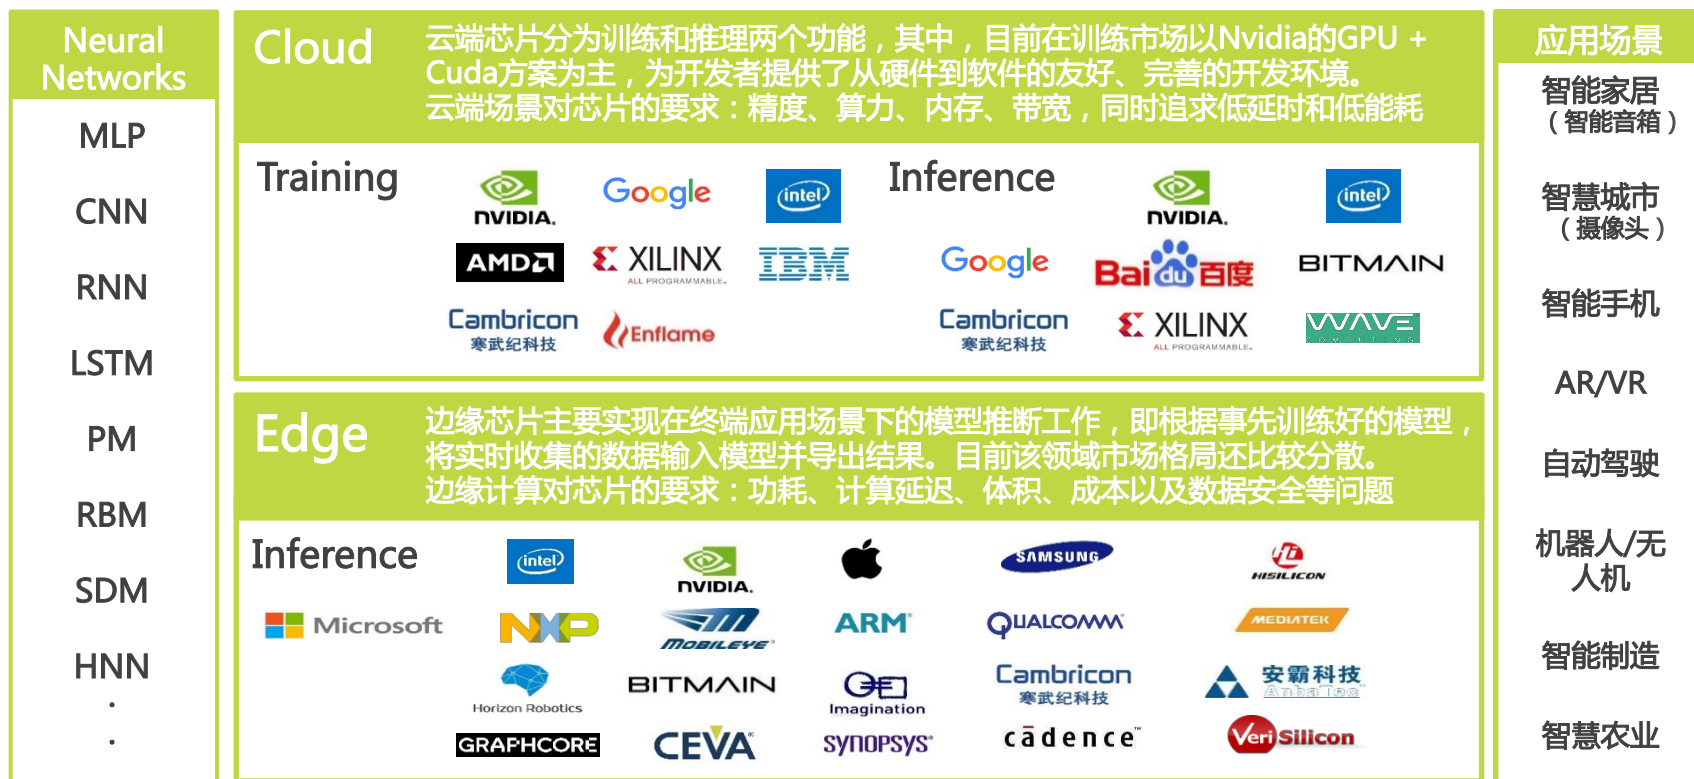 Neural
Networks
MLP
CNN
RNN
LSTM
PM
RBM
SDM
HNN
.
.
Cloud
云端芯片分为训练和推理两个功能，其中，目前在训练市场以Nvidia的GPU +
Cuda方案为主，为开发者提供了从硬件到软件的友好、完善的开发环境。
云端场景对芯片的要求：精度、算力、内存、带宽，同时追求低延时和低能耗
Training
nVIDIA.
Google
intel
AMD
XILINX
ALL PROGRAMMABLE.
IBM
Cambricon
寒武纪科技
Enflame
Inference
nVIDIA.
intel
Google
Bai du 百度
BITMAIN
Cambricon
寒武纪科技
XILINX
ALL PROGRAMMABLE.
WAVE
COMPUTING
Edge
边缘芯片主要实现在终端应用场景下的模型推断工作，即根据事先训练好的模型，
将实时收集的数据输入模型并导出结果。目前该领域市场格局还比较分散。
边缘计算对芯片的要求：功耗、计算延迟、体积、成本以及数据安全等问题
Inference
intel
nVIDIA.
SAMSUNG
Hi
HISILICON
Microsoft
NXP
MOBILEYE
ARM
QUALCOMM
MEDIATEK
Horizon Robotics
BITMAIN
Imagination
Cambricon
寒武纪科技
安霸科技
AnbaTec
GRAPHCORE
CEVA
SYNOPSYS
cādence™
VeriSilicon
应用场景
智能家居
（智能音箱）
智慧城市
（摄像头）
智能手机
AR/VR
自动驾驶
机器人/无
人机
智能制造
智慧农业